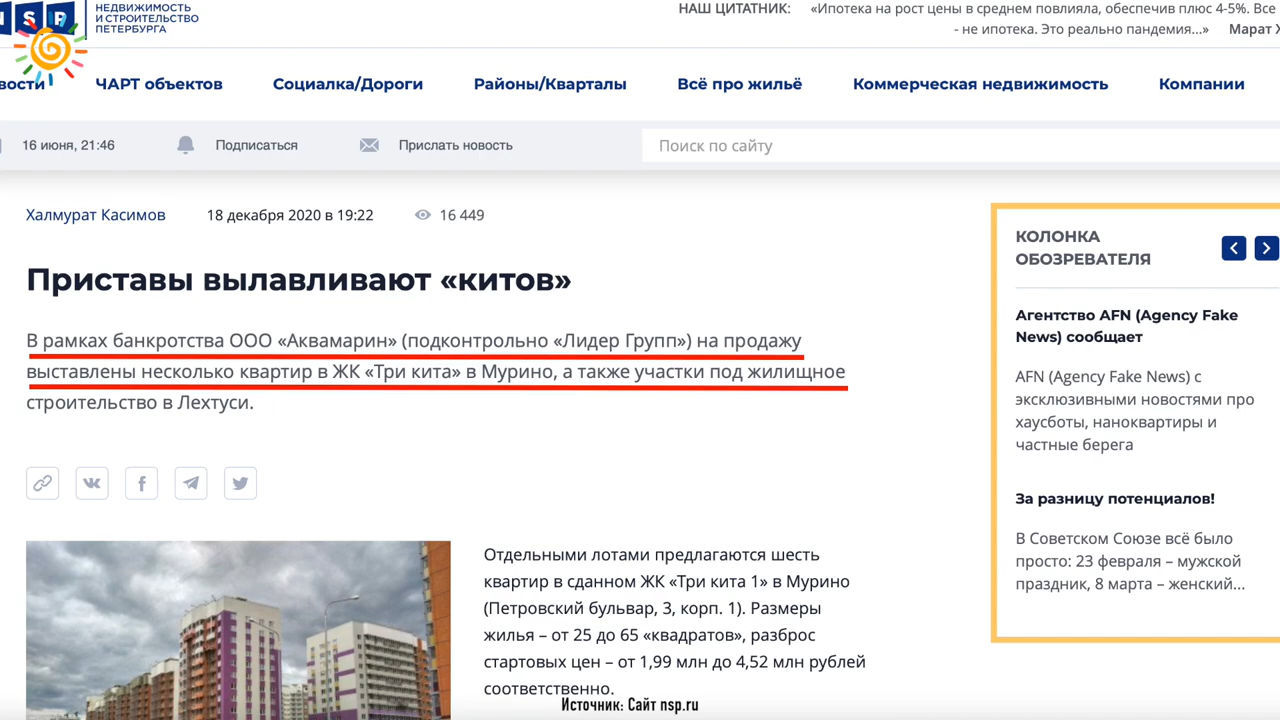 NSP
НЕДВИЖИМОСТЬ
И СТРОИТЕЛЬСТВО
ПЕТЕРБУРГА
НАШ ЦИТАТНИК: «Ипотека на рост цены в среднем повлияла, обеспечив плюс 4-5%. Все
- не ипотека. Это реально пандемия...» Марат
вости ЧАРТ объектов Социалка/Дороги Районы/Кварталы Всё про жильё Коммерческая недвижимость Компании
16 июня, 21:46 Подписаться Прислать новость Поиск по сайту
Халмурат Касимов 18 декабря 2020 в 19:22 16 449
Приставы вылавливают «китов»
В рамках банкротства ООО «Аквамарин» (подконтрольно «Лидер Групп») на продажу
выставлены несколько квартир в ЖК «Три кита» в Мурино, а также участки под жилищное
строительство в Лехтуси.
Отдельными лотами предлагаются шесть
квартир в сданном ЖК «Три кита 1» в Мурино
(Петровский бульвар, 3, корп. 1). Размеры
жилья – от 25 до 65 «квадратов», разброс
стартовых цен – от 1,99 млн до 4,52 млн рублей
соответственно.
КОЛОНКА
ОБОЗРЕВАТЕЛЯ
Агентство AFN (Agency Fake
News) сообщает
AFN (Agency Fake News) с
эксклюзивными новостями про
хаусботы, наноквартиры и
частные берега
За разницу потенциалов!
В Советском Союзе всё было
просто: 23 февраля – мужской
праздник, 8 марта – женский...
Источник: Сайт nsp.ru